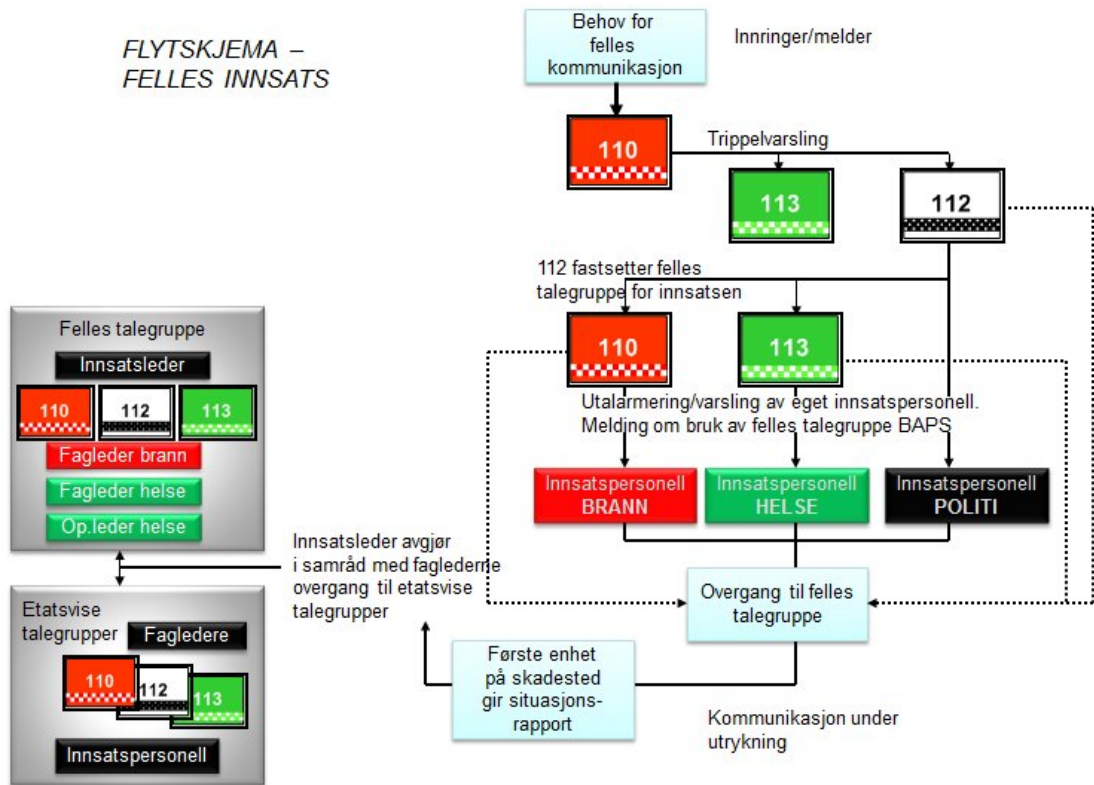 FLYTSKJEMA –
FELLES INNSATS
Behov for
felles
kommunikasjon
Innringer/melder
110
Trippelvarsling
113
112
112 fastsetter felles
talegruppe for innsatsen
110
113
Utalarmering/varsling av eget innsatspersonell.
Melding om bruk av felles talegruppe BAPS
Innsatspersonell
BRANN
Innsatspersonell
HELSE
Innsatspersonell
POLITI
Overgang til felles
talegruppe
Første enhet
på skadested
gir situasjons-
rapport
Kommunikasjon under
utrykning
Innsatsleder avgjør
i samråd med faglederne
overgang til etatsvise
talegrupper
Felles talegruppe
Innsatsleder
110
112
113
Fagleder brann
Fagleder helse
Op.leder helse
Etatsvise
talegrupper
Fagledere
110
112
113
Innsatspersonell